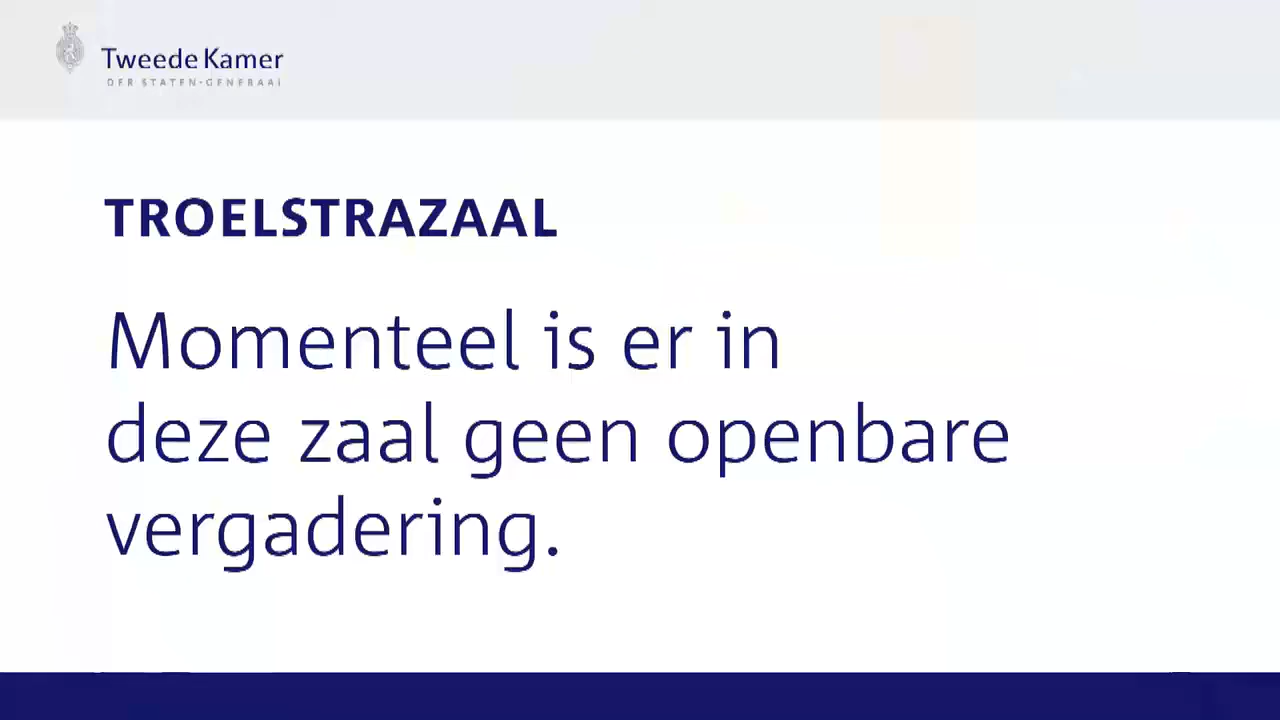 Tweede Kamer
DER STATEN-GENERAAL
TROELSTRAZAAL
Momenteel is er in
deze zaal geen openbare
vergadering.